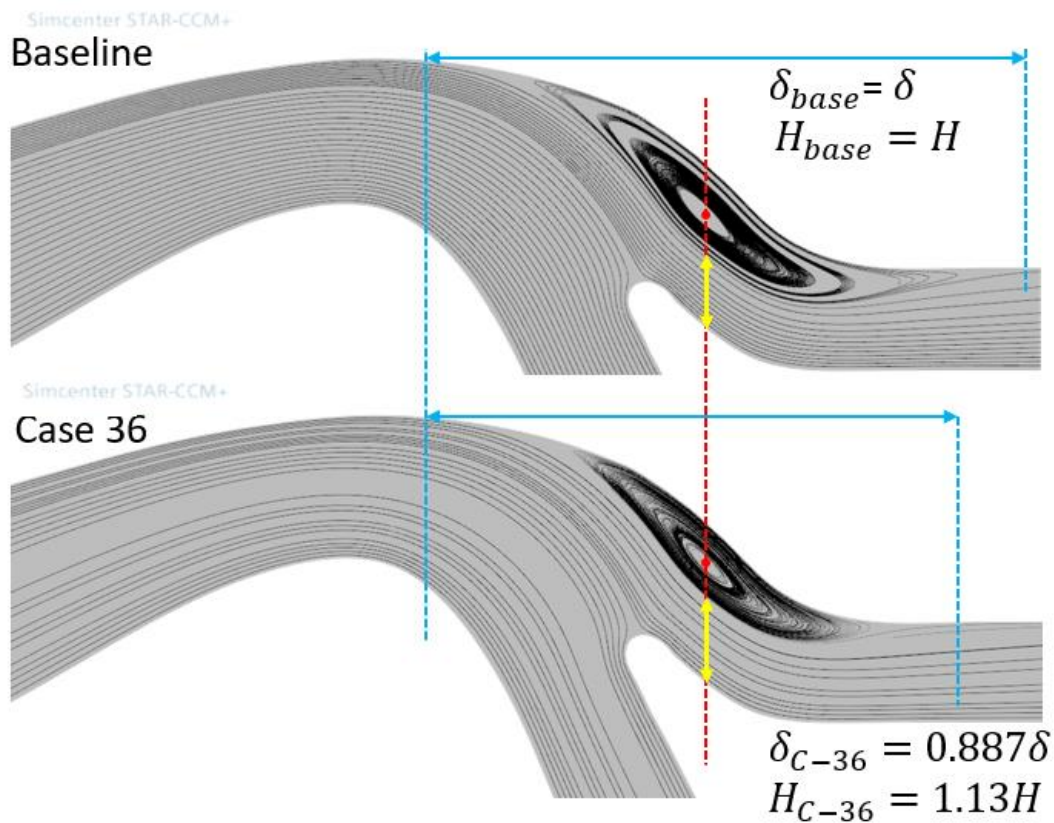 Simcenter STAR-CCM+
Baseline
δ_base = δ
H_base = H
Simcenter STAR-CCM+
Case 36
δ_C−36 = 0.887δ
H_C−36 = 1.13H